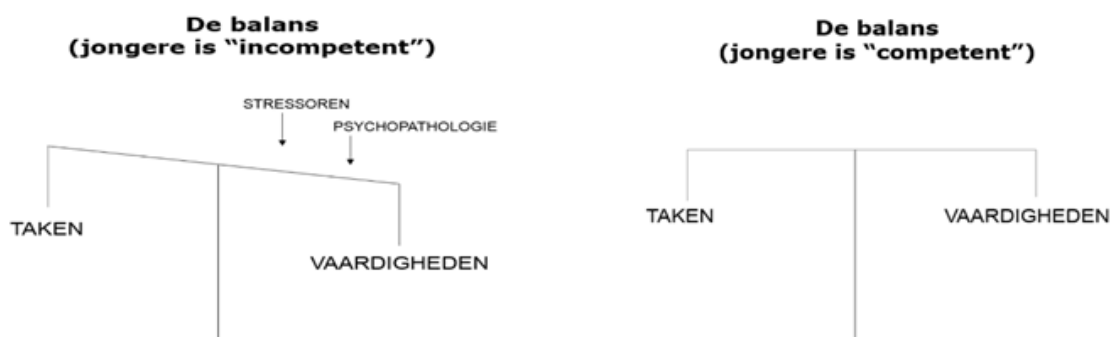 De balans
(jongere is “incompetent”)
STRESSOREN
PSYCHOPATHOLOGIE
TAKEN
VAARDIGHEDEN
De balans
(jongere is “competent”)
TAKEN
VAARDIGHEDEN